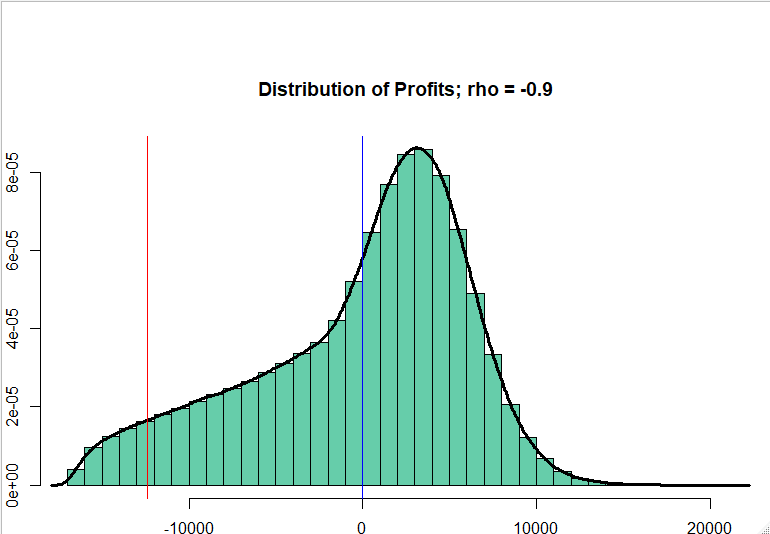 Distribution of Profits; rho = -0.9
8e-05
6e-05
4e-05
2e-05
0e+00
-10000
0
10000
20000